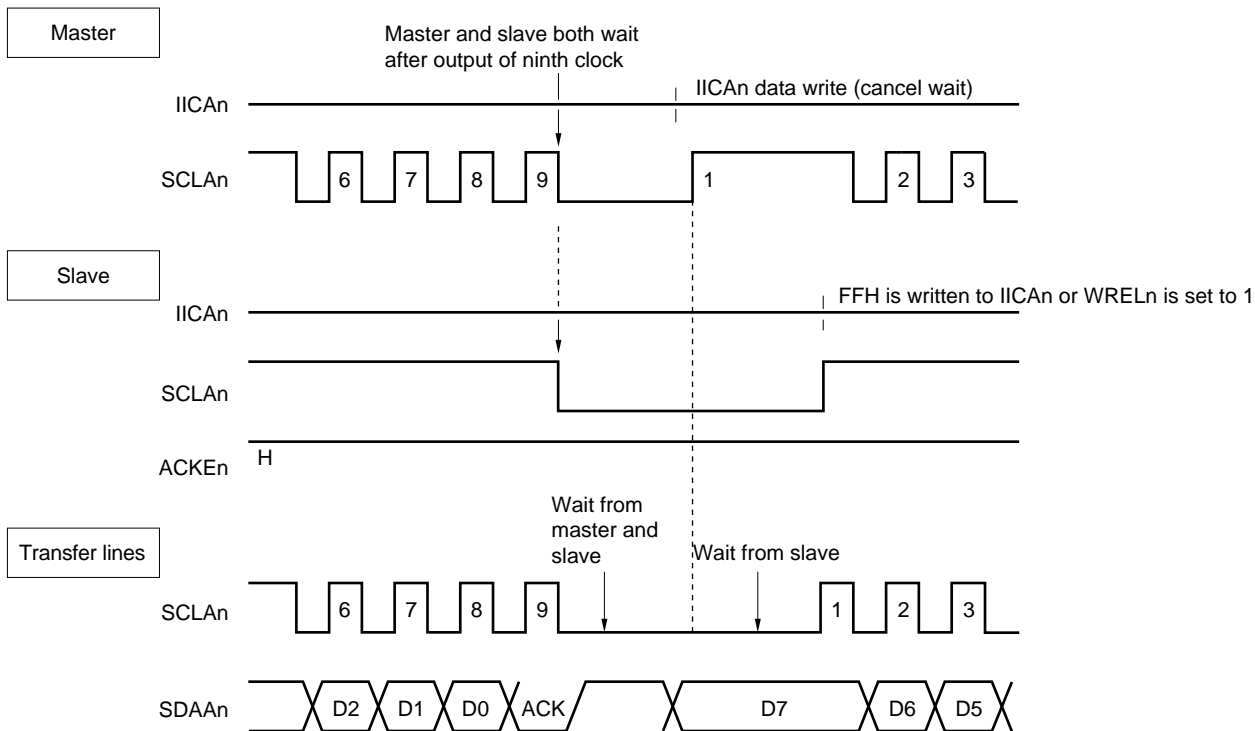 Master
Master and slave both wait
after output of ninth clock
IICAn data write (cancel wait)
IICAn
SCLAn
6 7 8 9 1 2 3
Slave
FFH is written to IICAn or WRELn is set to 1
IICAn
SCLAn
ACKEn
H
Wait from
master and
slave
Wait from slave
Transfer lines
SCLAn
6 7 8 9 1 2 3
SDAAn
D2 D1 D0 ACK D7 D6 D5